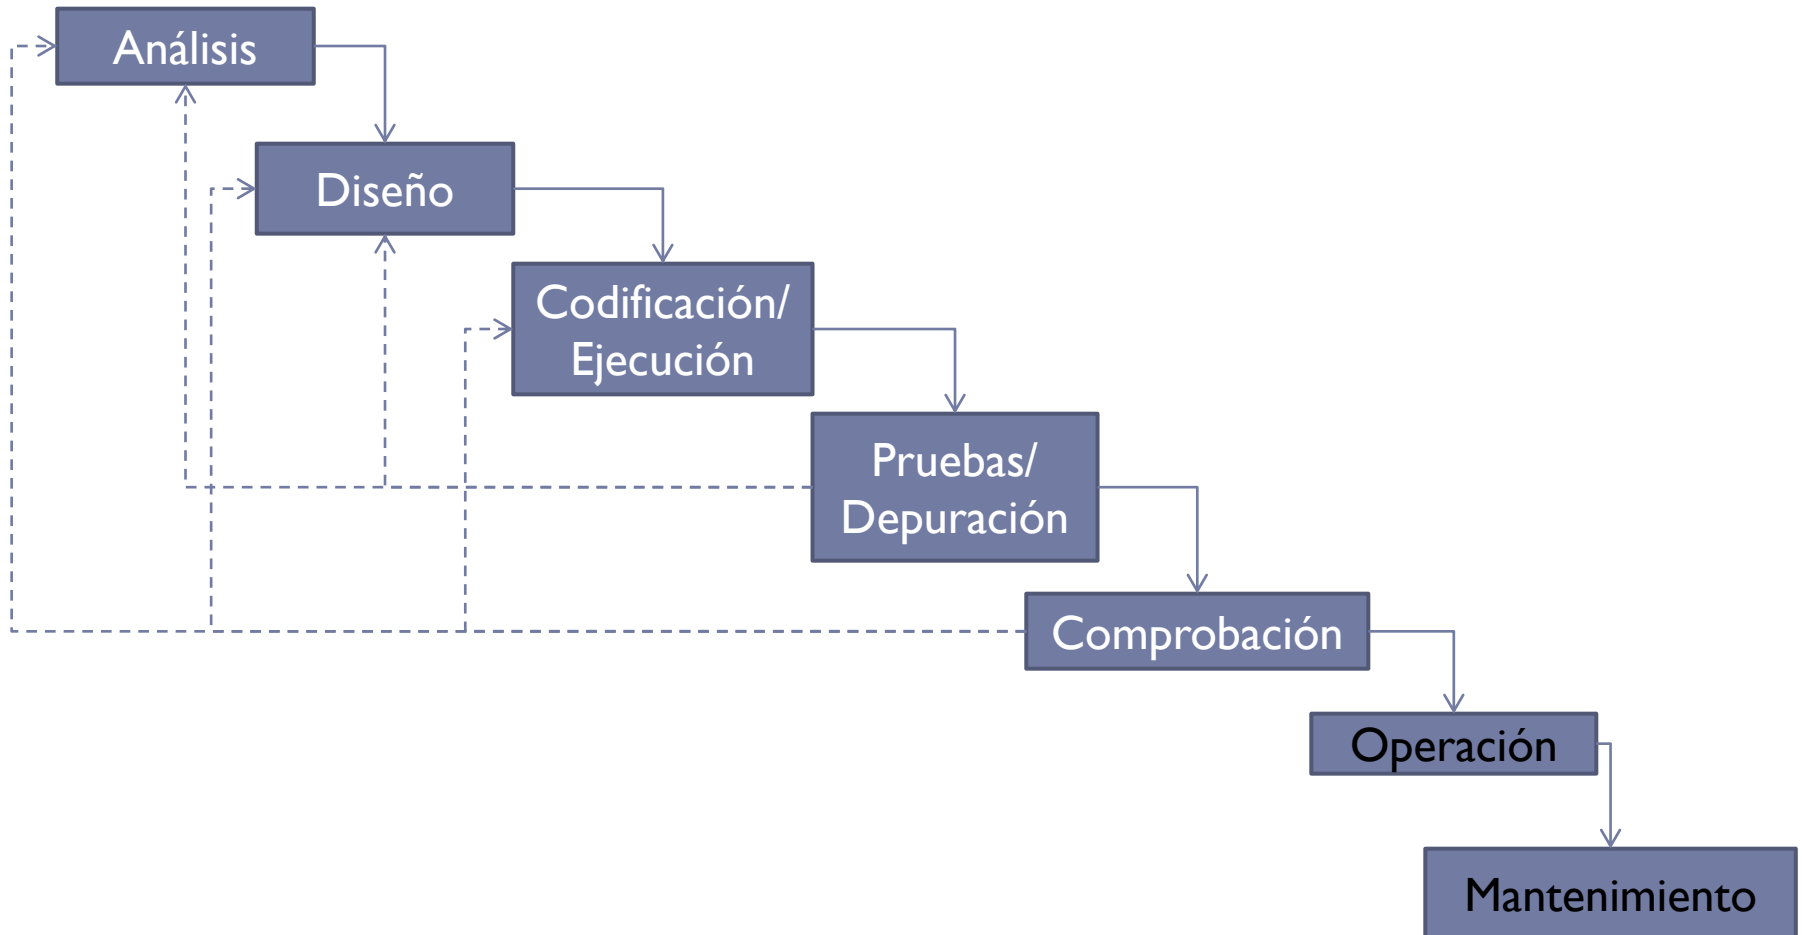 Análisis
Diseño
Codificación/
Ejecución
Pruebas/
Depuración
Comprobación
Operación
Mantenimiento